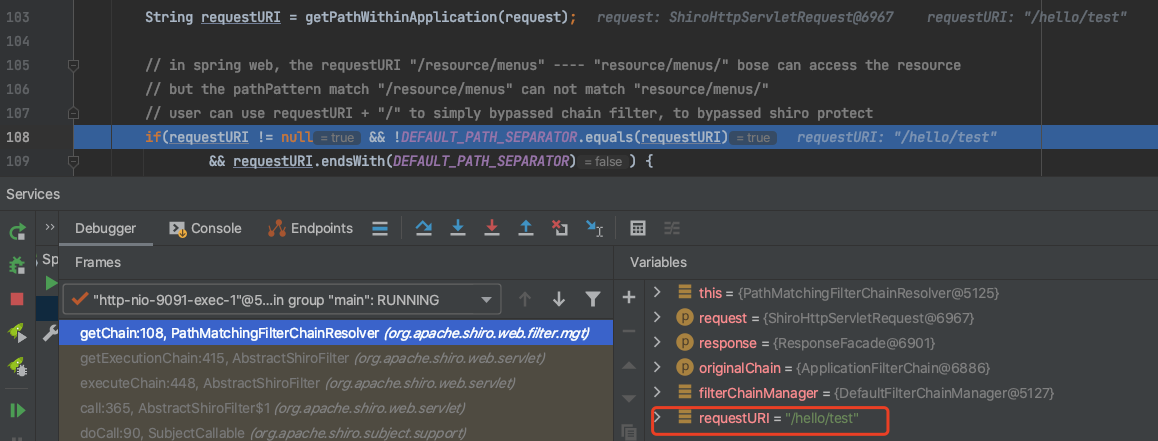 103 String requestURI = getPathWithinApplication(request); request: ShiroHttpServletRequest@6967 requestURI: "/hello/test"
104
105 // in spring web, the requestURI "/resource/menus" ---- "resource/menus/" bose can access the resource
106 // but the pathPattern match "/resource/menus" can not match "resource/menus/"
107 // user can use requestURI + "/" to simply bypassed chain filter, to bypassed shiro protect
108 if(requestURI != null = true && !DEFAULT_PATH_SEPARATOR.equals(requestURI) = true requestURI: "/hello/test"
109 && requestURI.endsWith(DEFAULT_PATH_SEPARATOR) = false ) {
Services
>> Debugger Console Endpoints
Sp
Frames
"http-nio-9091-exec-1"@5...in group "main": RUNNING
getChain:108, PathMatchingFilterChainResolver (org.apache.shiro.web.filter.mgt)
getExecutionChain:415, AbstractShiroFilter (org.apache.shiro.web.servlet)
executeChain:448, AbstractShiroFilter (org.apache.shiro.web.servlet)
call:365, AbstractShiroFilter$1 (org.apache.shiro.web.servlet)
doCall:90, SubjectCallable (org.apache.shiro.subject.support)
Variables
this = {PathMatchingFilterChainResolver@5125}
request = {ShiroHttpServletRequest@6967}
response = {ResponseFacade@6901}
originalChain = {ApplicationFilterChain@6886}
filterChainManager = {DefaultFilterChainManager@5127}
requestURI = "/hello/test"